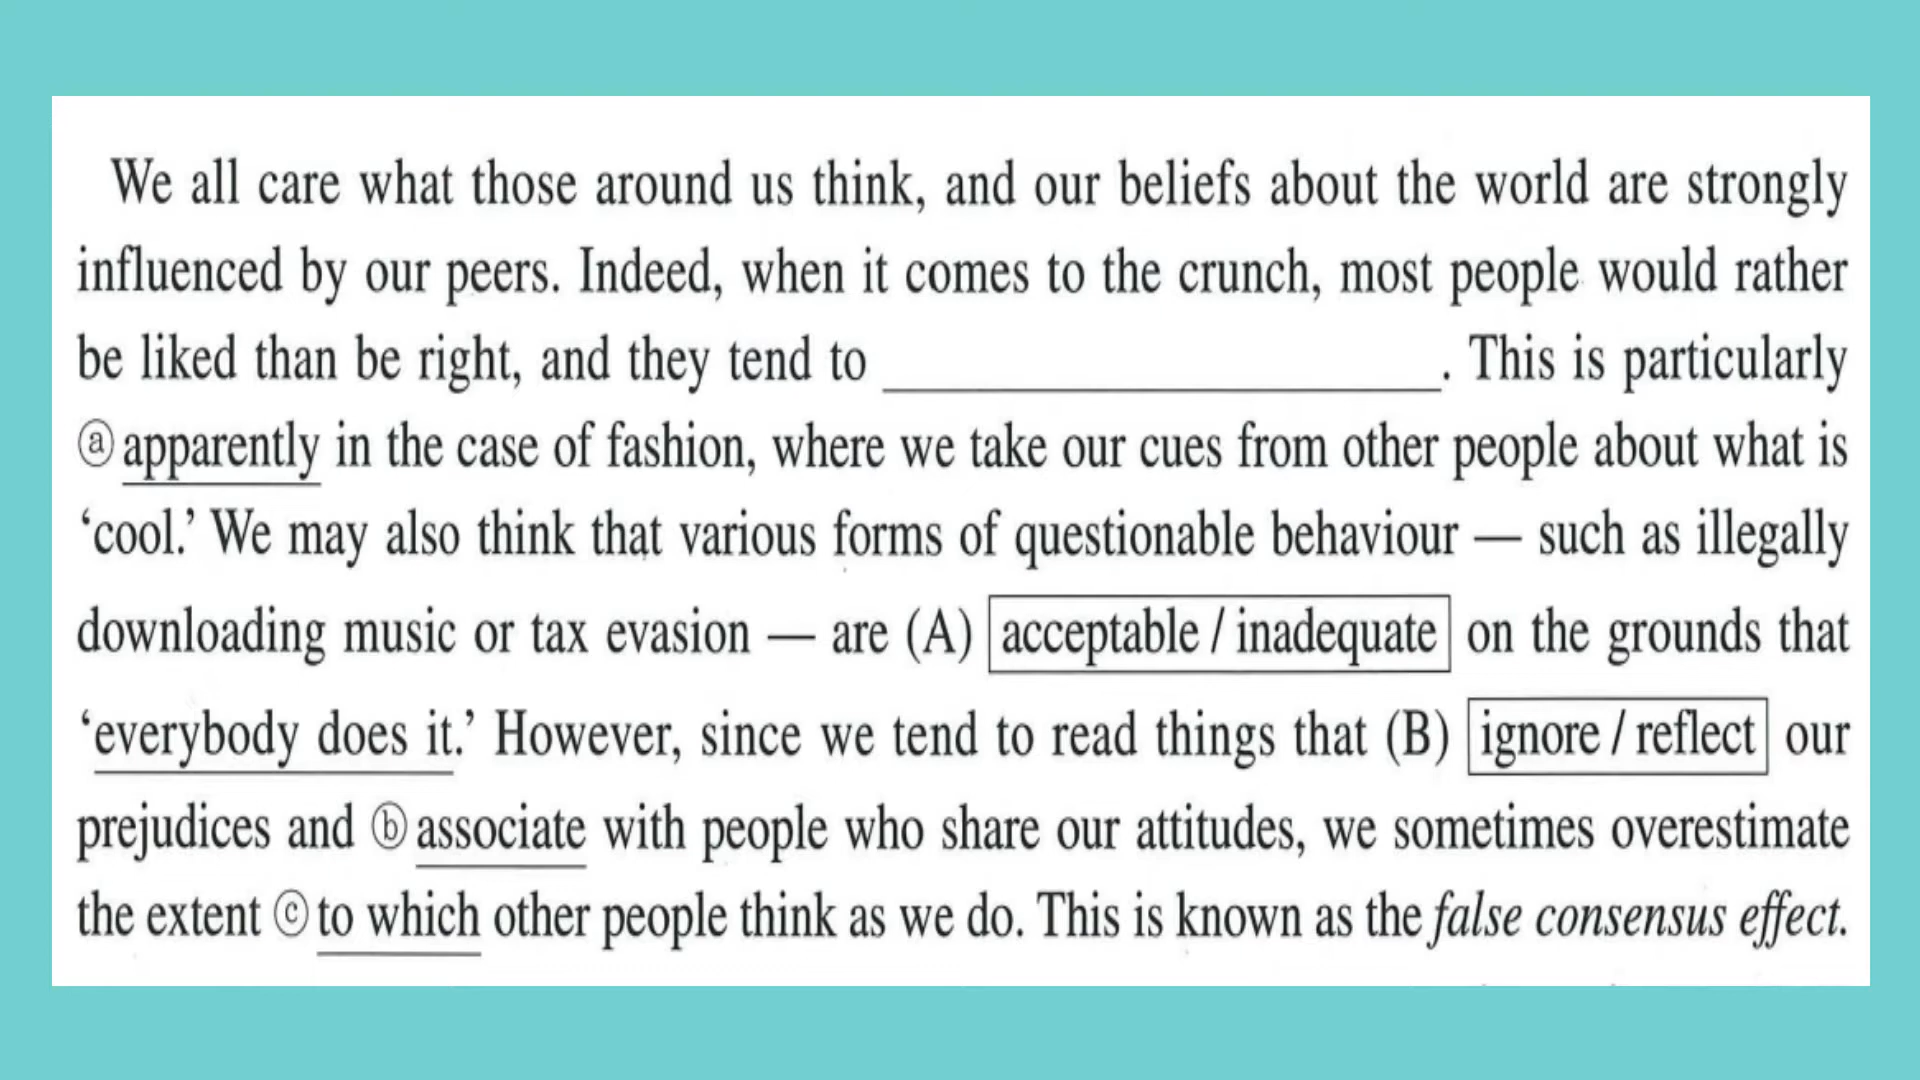 We all care what those around us think, and our beliefs about the world are strongly
influenced by our peers. Indeed, when it comes to the crunch, most people would rather
be liked than be right, and they tend to ____________________. This is particularly
ⓐ apparently in the case of fashion, where we take our cues from other people about what is
‘cool.’ We may also think that various forms of questionable behaviour — such as illegally
downloading music or tax evasion — are (A) acceptable / inadequate on the grounds that
‘everybody does it.’ However, since we tend to read things that (B) ignore / reflect our
prejudices and ⓑ associate with people who share our attitudes, we sometimes overestimate
the extent ⓒ to which other people think as we do. This is known as the false consensus effect.